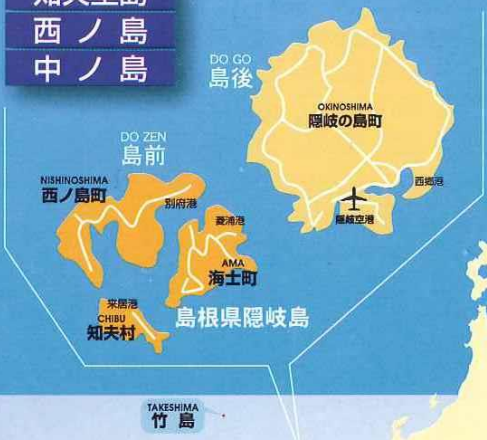 西ノ島
中ノ島
DO GO
島後
OKINOSHIMA
隠岐の島町
西郷港
隠岐空港
DO ZEN
島前
NISHINOSHIMA
西ノ島町
別府港
菱浦港
AMA
海士町
来居港
CHIBU
知夫村
島根県隠岐島
TAKESHIMA
竹島